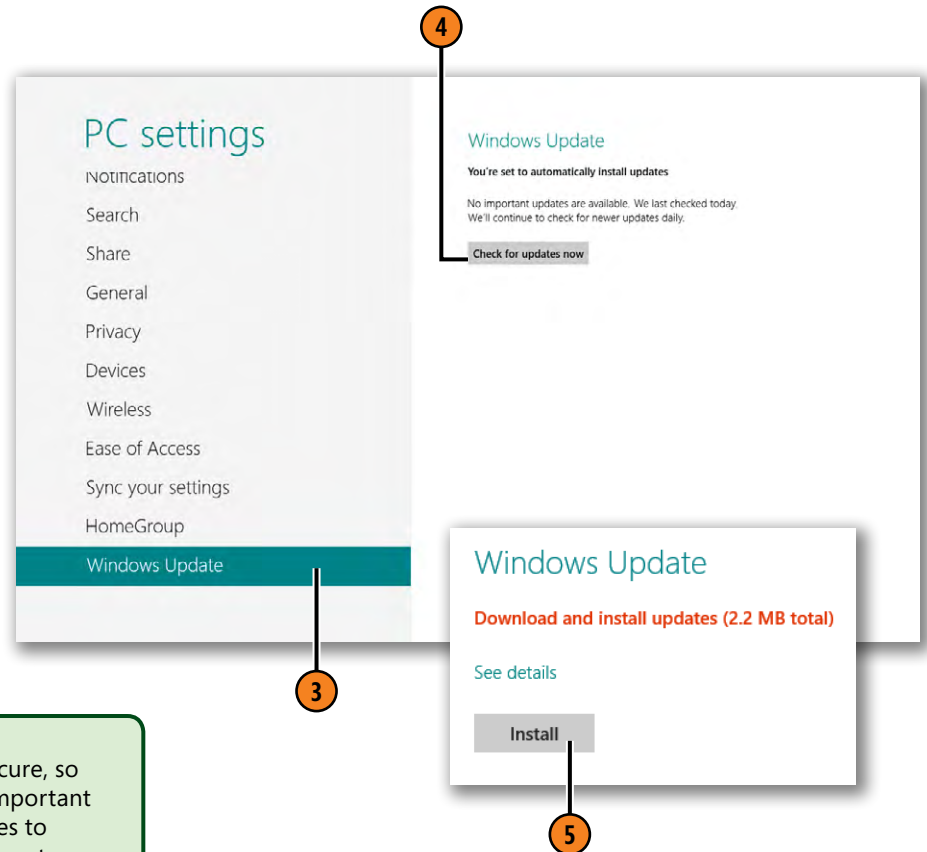 4
PC settings
Notifications
Search
Share
General
Privacy
Devices
Wireless
Ease of Access
Sync your settings
HomeGroup
Windows Update
Windows Update
You're set to automatically install updates
No important updates are available. We last checked today.
We'll continue to check for newer updates daily.
Check for updates now
3
Windows Update
Download and install updates (2.2 MB total)
See details
Install
5
cure, so
mportant
es to